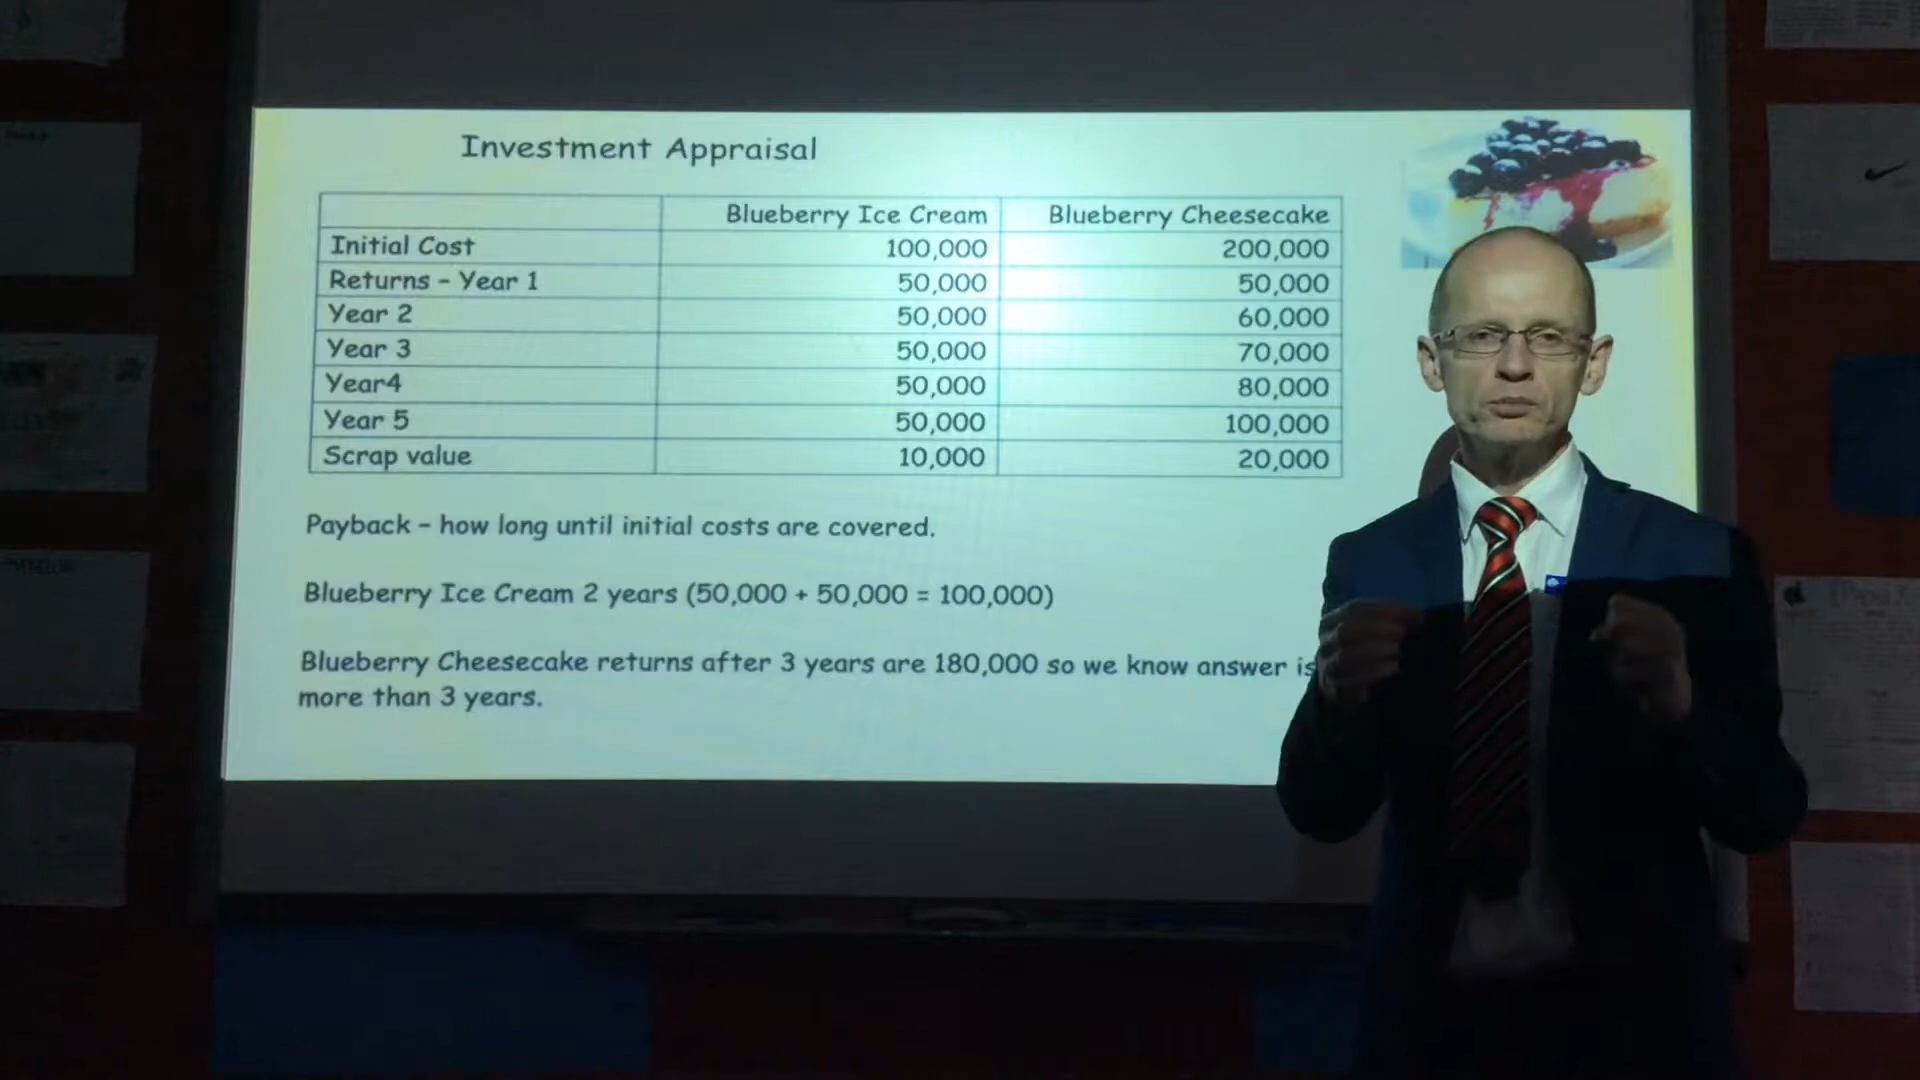 Investment Appraisal
Blueberry Ice Cream Blueberry Cheesecake
Initial Cost 100,000 200,000
Returns - Year 1 50,000 50,000
Year 2 50,000 60,000
Year 3 50,000 70,000
Year4 50,000 80,000
Year 5 50,000 100,000
Scrap value 10,000 20,000
Payback - how long until initial costs are covered.
Blueberry Ice Cream 2 years (50,000 + 50,000 = 100,000)
Blueberry Cheesecake returns after 3 years are 180,000 so we know answer is
more than 3 years.